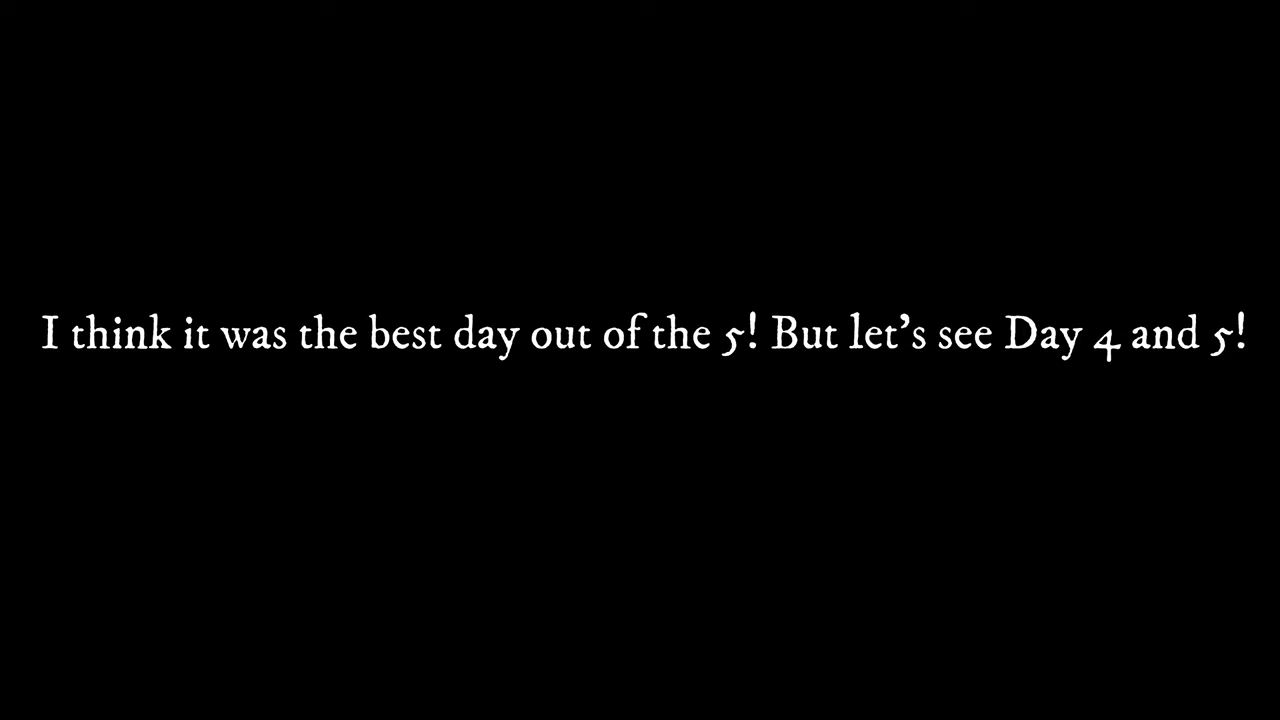 I think it was the best day out of the 5! But let’s see Day 4 and 5!